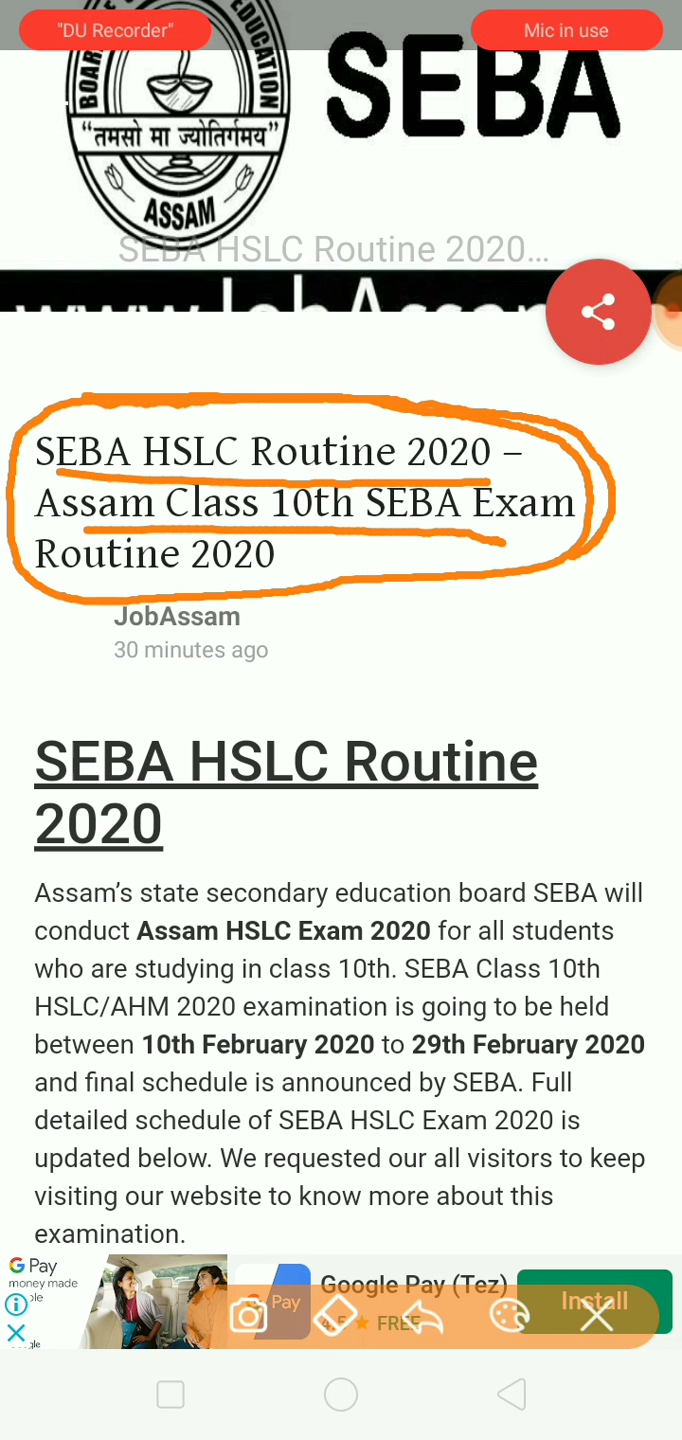 "DU Recorder"
Mic in use
BOARD
EDUCATION
SEBA
“तमसो मा ज्योतिर्गमय”
ASSAM
SEBA HSLC Routine 2020...
www.JobAssam
SEBA HSLC Routine 2020 –
Assam Class 10th SEBA Exam
Routine 2020
JobAssam
30 minutes ago
SEBA HSLC Routine
2020
Assam’s state secondary education board SEBA will
conduct Assam HSLC Exam 2020 for all students
who are studying in class 10th. SEBA Class 10th
HSLC/AHM 2020 examination is going to be held
between 10th February 2020 to 29th February 2020
and final schedule is announced by SEBA. Full
detailed schedule of SEBA HSLC Exam 2020 is
updated below. We requested our all visitors to keep
visiting our website to know more about this
examination.
G Pay
money made
Pay
Google Pay (Tez)
4.5 ★ FREE
Install